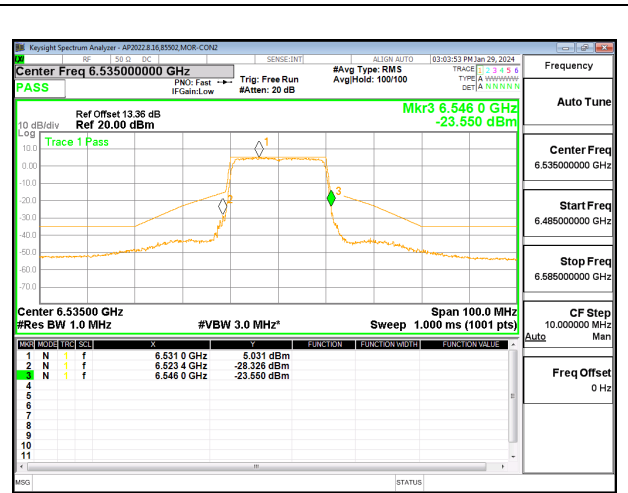 Keysight Spectrum Analyzer - AP2022.8.16,85502,MOR-CON2
RF 50 Ω DC SENSE:INT ALIGN AUTO 03:03:53 PM Jan 29, 2024
Center Freq 6.535000000 GHz
PASS
PNO: Fast
IFGain:Low
Trig: Free Run
#Atten: 20 dB
#Avg Type: RMS
Avg|Hold: 100/100
TRACE 1 2 3 4 5 6
TYPE A WWWWW
DET A N N N N N
Frequency
Auto Tune
Center Freq
6.535000000 GHz
Start Freq
6.485000000 GHz
Stop Freq
6.585000000 GHz
CF Step
10.000000 MHz
Auto Man
Freq Offset
0 Hz
Ref Offset 13.36 dB
10 dB/div Ref 20.00 dBm
Mkr3 6.546 0 GHz
-23.550 dBm
Log
Trace 1 Pass
10.0
0.00
-10.0
-20.0
-30.0
-40.0
-50.0
-60.0
-70.0
1
2
3
Center 6.53500 GHz Span 100.0 MHz
#Res BW 1.0 MHz #VBW 3.0 MHz* Sweep 1.000 ms (1001 pts)
MKR MODE TRC SCL X Y FUNCTION FUNCTION WIDTH FUNCTION VALUE
1 N 1 f 6.531 0 GHz 5.031 dBm
2 N 1 f 6.523 4 GHz -28.326 dBm
3 N 1 f 6.546 0 GHz -23.550 dBm
4
5
6
7
8
9
10
11
MSG STATUS